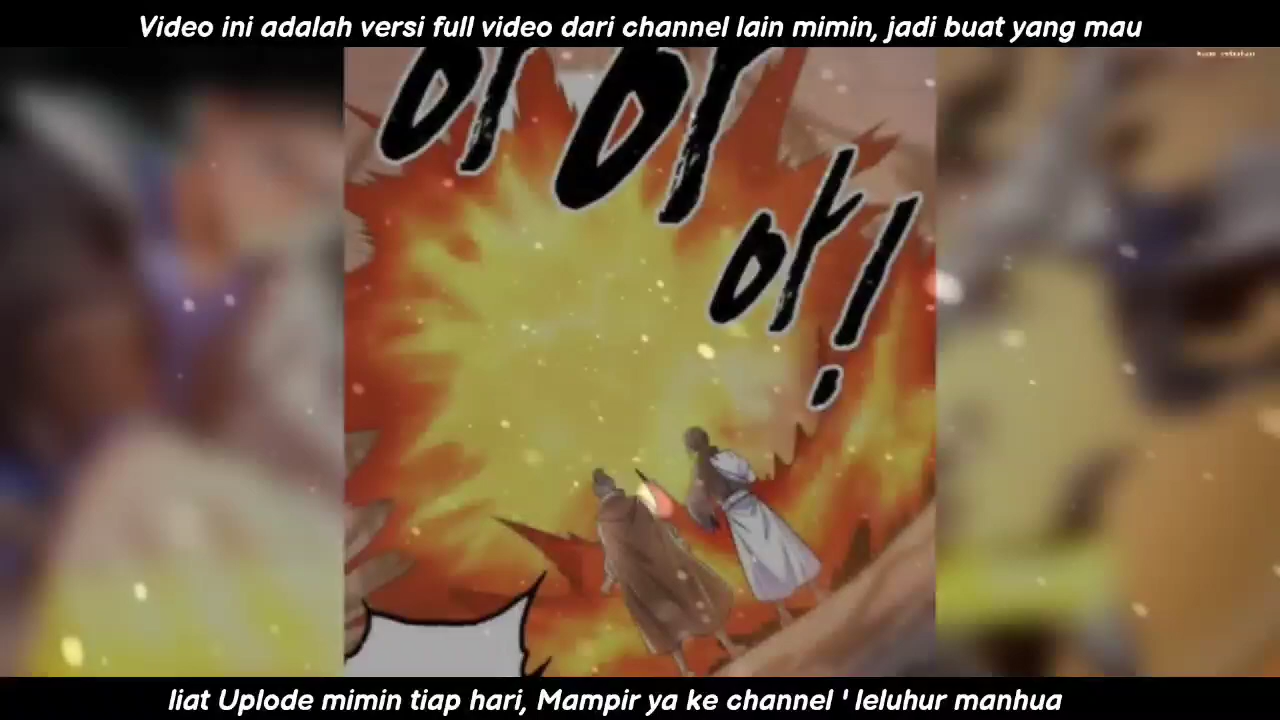 Video ini adalah versi full video dari channel lain mimin, jadi buat yang mau
아아
아!
liat Uplode mimin tiap hari, Mampir ya ke channel ' leluhur manhua